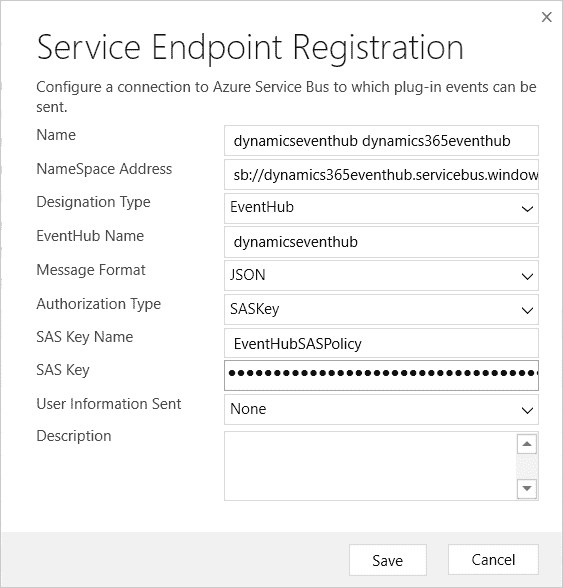 Service Endpoint Registration
Configure a connection to Azure Service Bus to which plug-in events can be
sent.
Name
dynamicseventhub dynamics365eventhub
NameSpace Address
sb://dynamics365eventhub.servicebus.window
Designation Type
EventHub
EventHub Name
dynamicseventhub
Message Format
JSON
Authorization Type
SASKey
SAS Key Name
EventHubSASPolicy
SAS Key
••••••••••••••••••••••••••••••••••
User Information Sent
None
Description
Save
Cancel